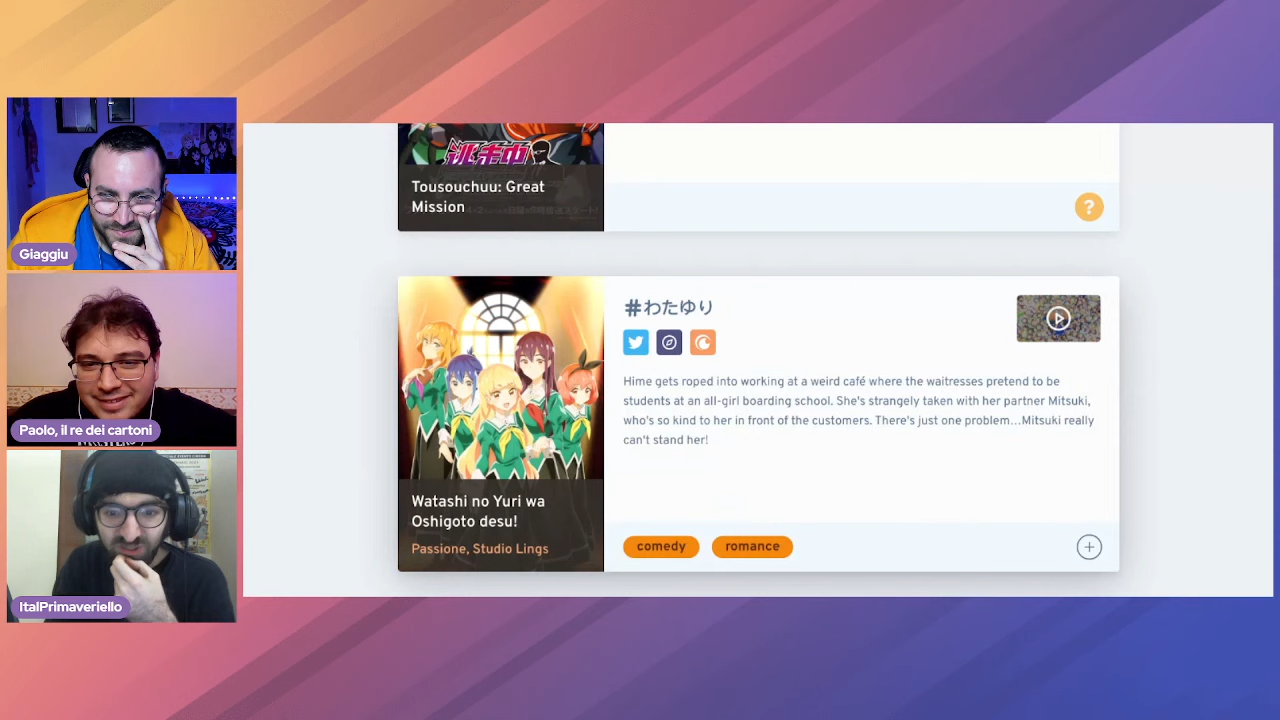 Giaggiu
Paolo, il re dei cartoni
ItalPrimaveriello
逃走中
Tousouchuu: Great
Mission
?
#わたゆり
Hime gets roped into working at a weird café where the waitresses pretend to be
students at an all-girl boarding school. She's strangely taken with her partner Mitsuki,
who's so kind to her in front of the customers. There's just one problem...Mitsuki really
can't stand her!
Watashi no Yuri wa
Oshigoto desu!
Passione, Studio Lings
comedy
romance